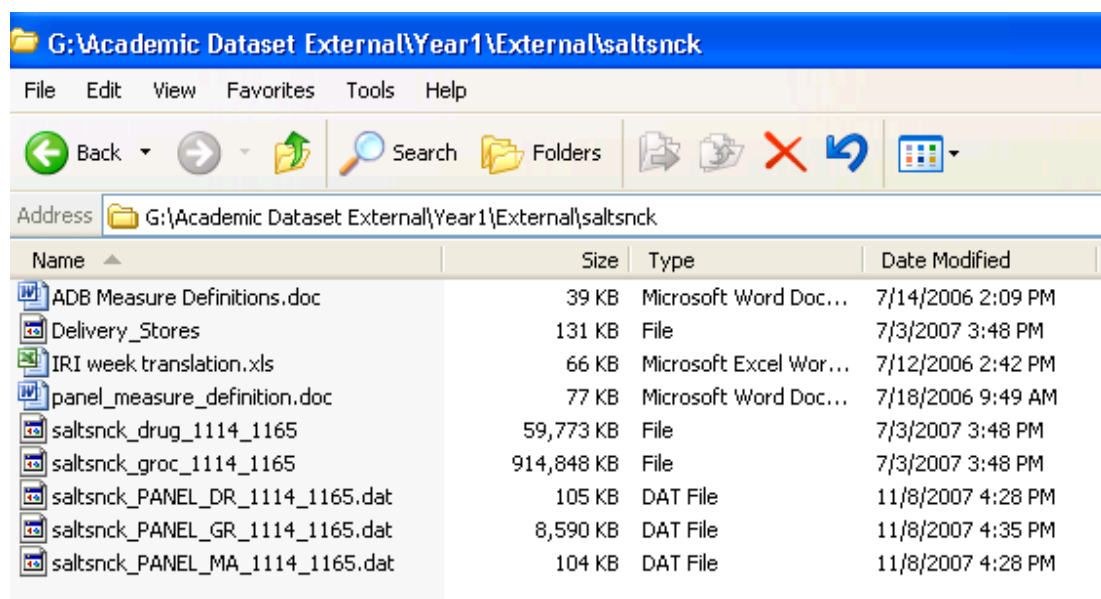 G:\Academic Dataset External\Year1\External\saltsnck
File Edit View Favorites Tools Help
Back Search Folders
Address G:\Academic Dataset External\Year1\External\saltsnck
Name Size Type Date Modified
ADB Measure Definitions.doc 39 KB Microsoft Word Doc... 7/14/2006 2:09 PM
Delivery_Stores 131 KB File 7/3/2007 3:48 PM
IRI week translation.xls 66 KB Microsoft Excel Wor... 7/12/2006 2:42 PM
panel_measure_definition.doc 77 KB Microsoft Word Doc... 7/18/2006 9:49 AM
saltsnck_drug_1114_1165 59,773 KB File 7/3/2007 3:48 PM
saltsnck_groc_1114_1165 914,848 KB File 7/3/2007 3:48 PM
saltsnck_PANEL_DR_1114_1165.dat 105 KB DAT File 11/8/2007 4:28 PM
saltsnck_PANEL_GR_1114_1165.dat 8,590 KB DAT File 11/8/2007 4:35 PM
saltsnck_PANEL_MA_1114_1165.dat 104 KB DAT File 11/8/2007 4:28 PM